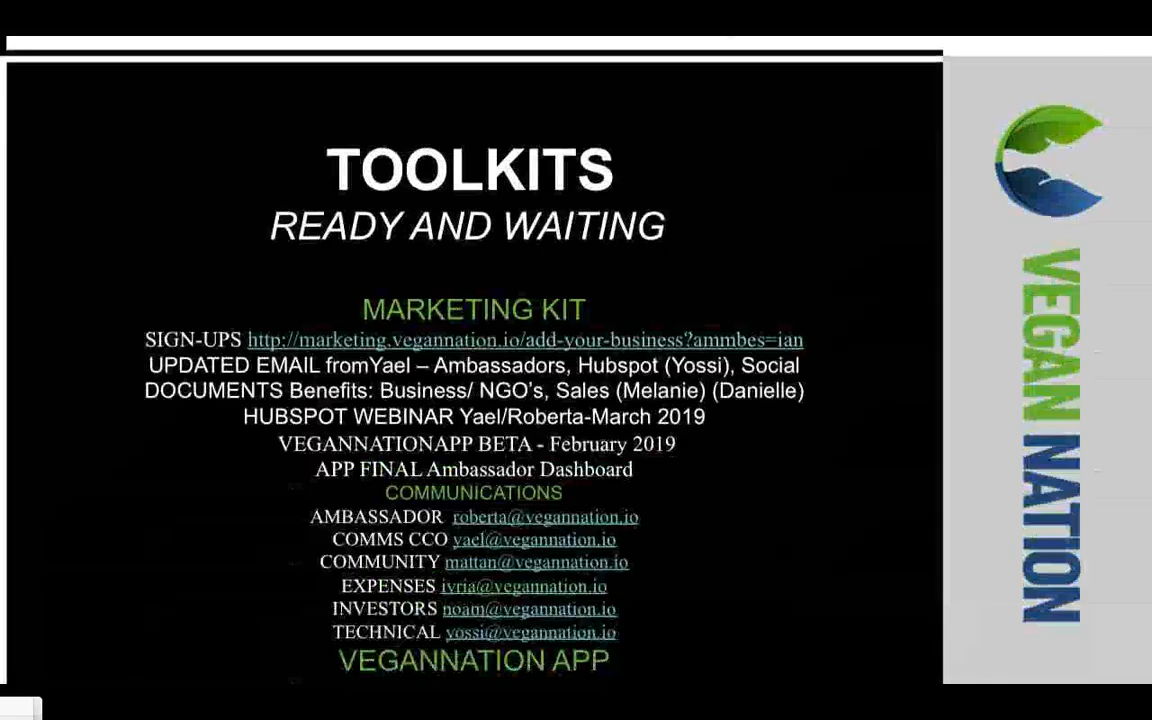 TOOLKITS
READY AND WAITING
MARKETING KIT
SIGN-UPS http://marketing.vegannation.io/add-your-business?ammbes=ian
UPDATED EMAIL fromYael – Ambassadors, Hubspot (Yossi), Social
DOCUMENTS Benefits: Business/ NGO's, Sales (Melanie) (Danielle)
HUBSPOT WEBINAR Yael/Roberta-March 2019
VEGANNATIONAPP BETA - February 2019
APP FINAL Ambassador Dashboard
COMMUNICATIONS
AMBASSADOR roberta@vegannation.io
COMMS CCO yael@vegannation.io
COMMUNITY mattan@vegannation.io
EXPENSES ivria@vegannation.io
INVESTORS noam@vegannation.io
TECHNICAL yossi@vegannation.io
VEGANNATION APP
VEGAN NATION